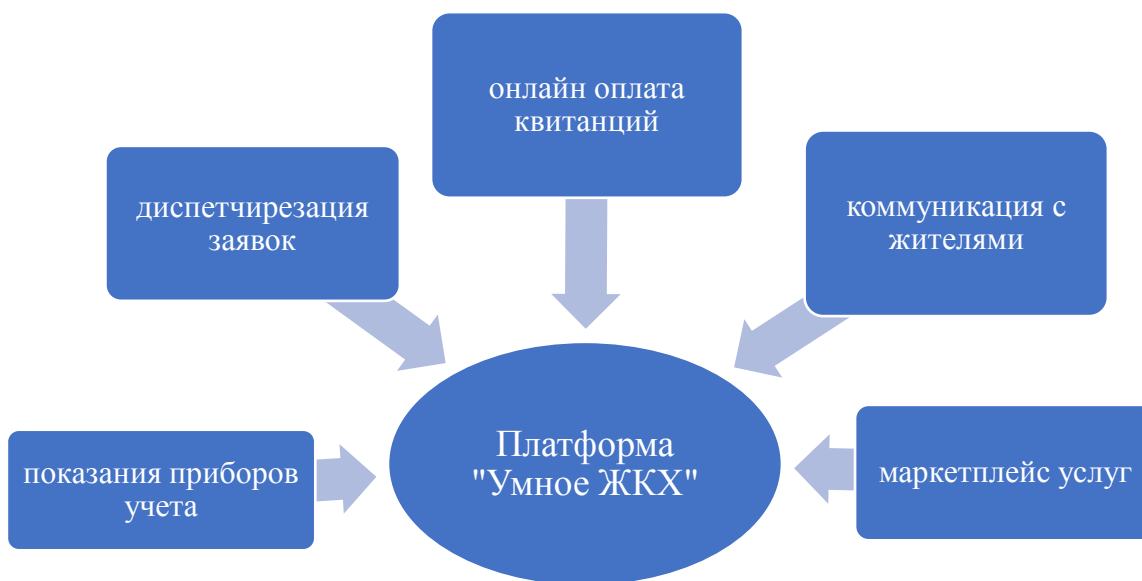 онлайн оплата
квитанций
диспетчирезация
заявок
коммуникация с
жителями
показания приборов
учета
Платформа
"Умное ЖКХ"
маркетплейс услуг